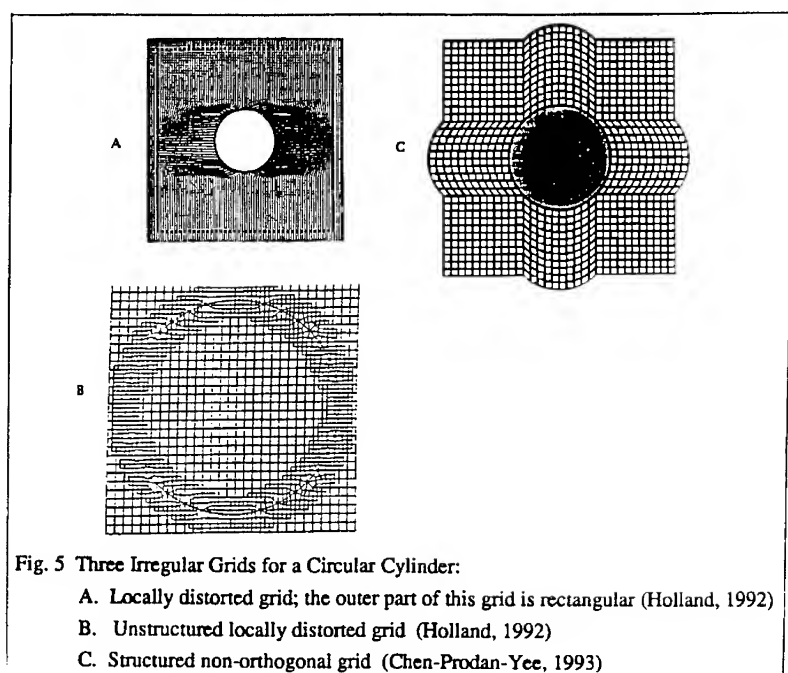 A
C
B
Fig. 5 Three Irregular Grids for a Circular Cylinder:
A. Locally distorted grid; the outer part of this grid is rectangular (Holland, 1992)
B. Unstructured locally distorted grid (Holland, 1992)
C. Structured non-orthogonal grid (Chen-Prodan-Yee, 1993)